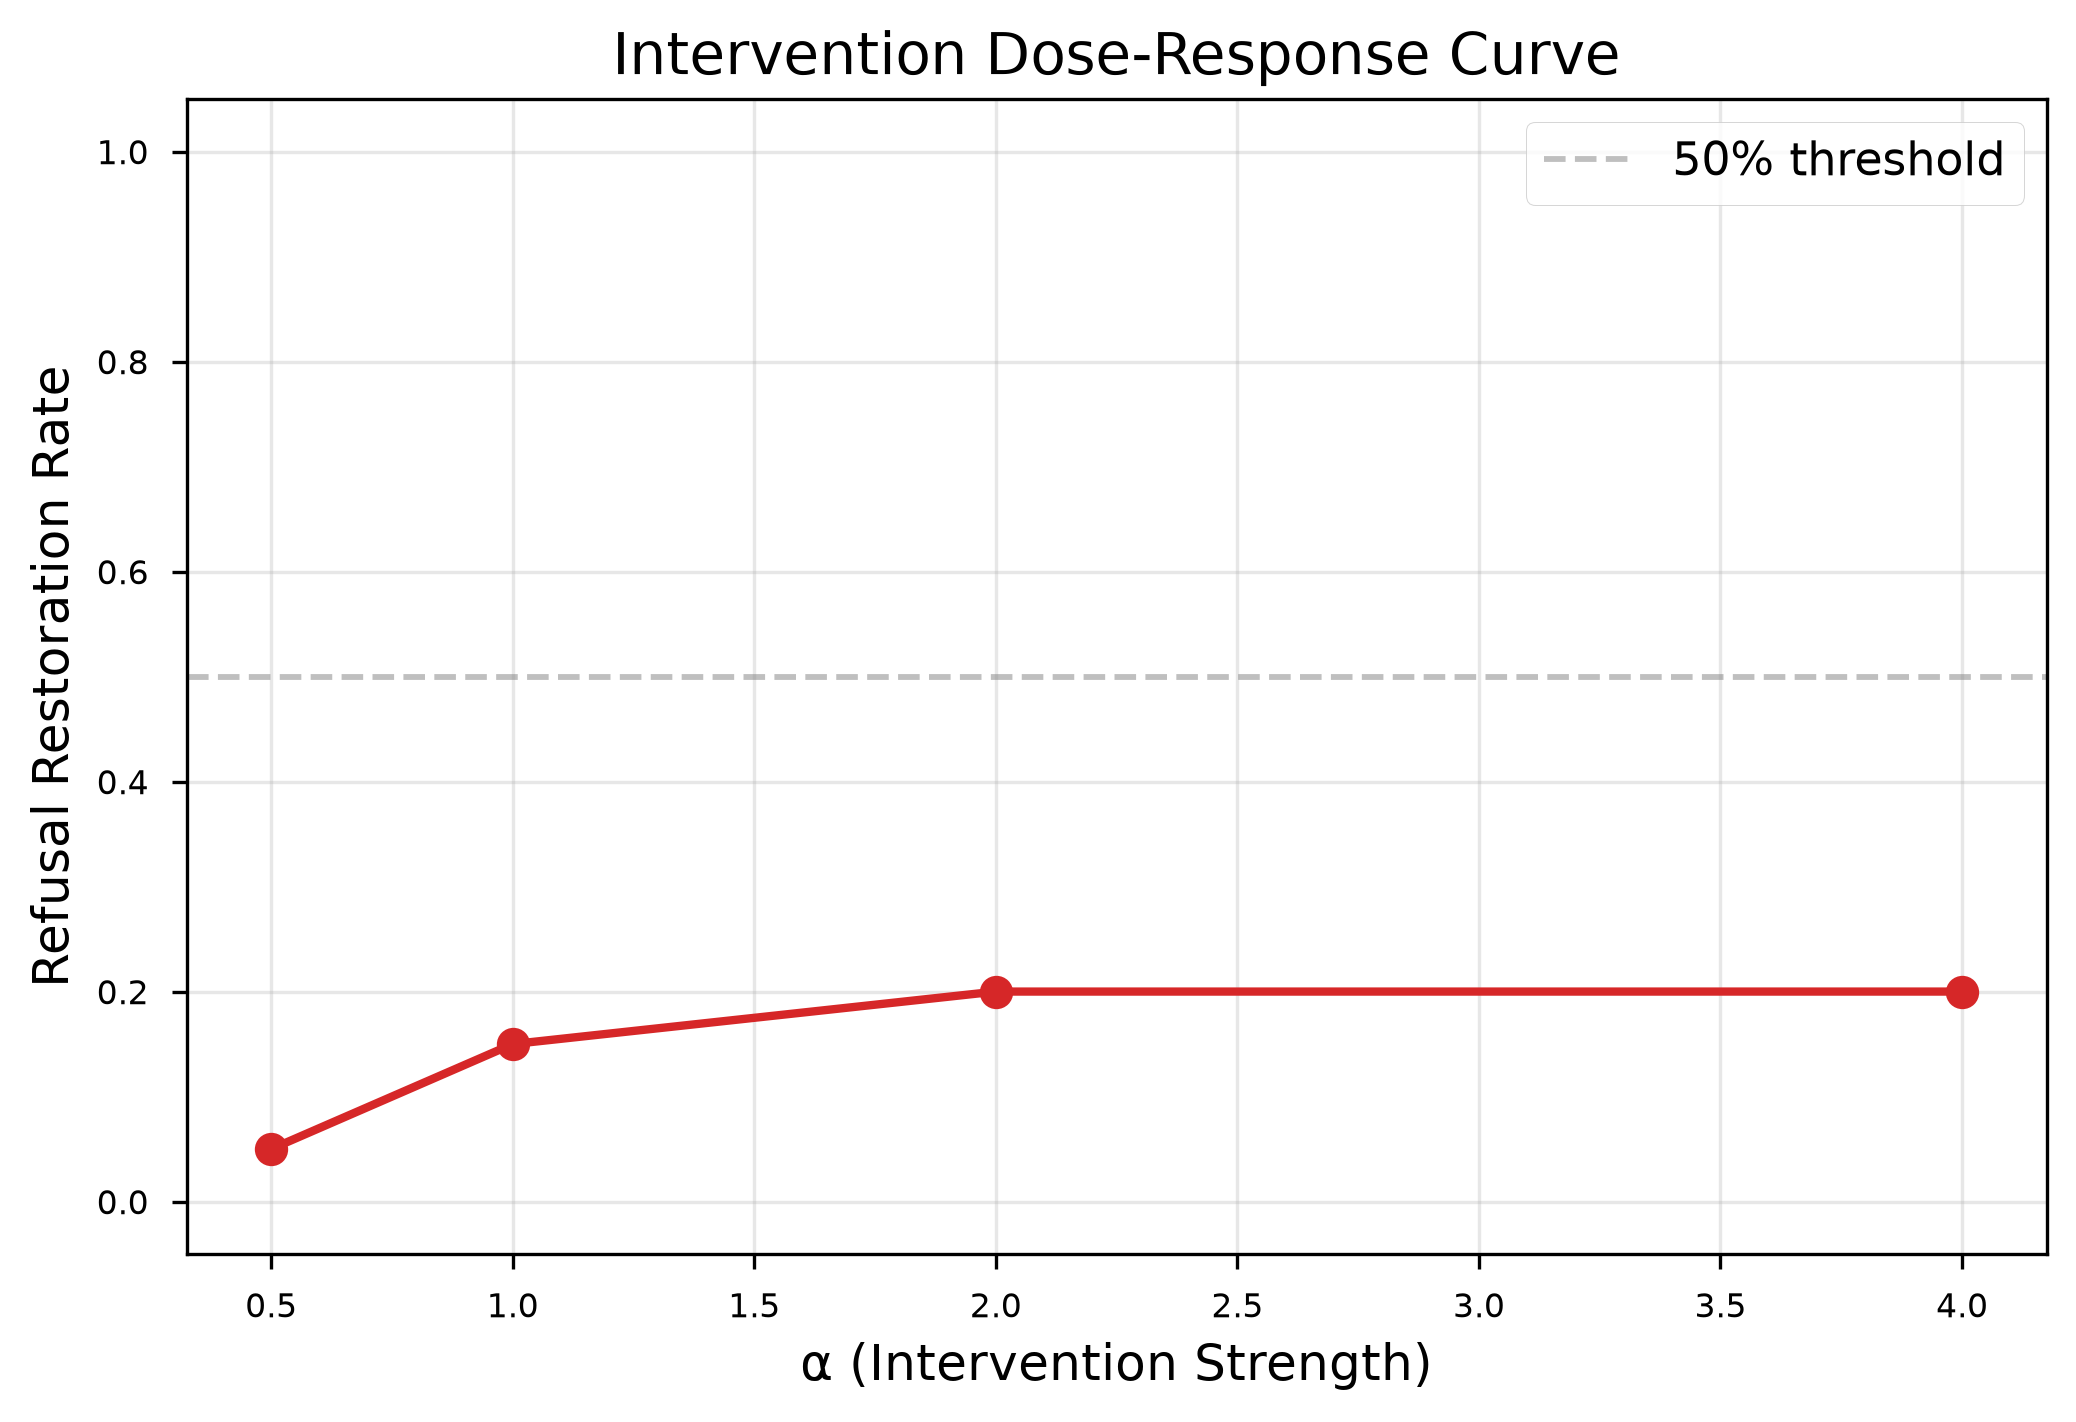 Intervention Dose-Response Curve
50% threshold
Refusal Restoration Rate
1.0
0.8
0.6
0.4
0.2
0.0
0.5 1.0 1.5 2.0 2.5 3.0 3.5 4.0
α (Intervention Strength)